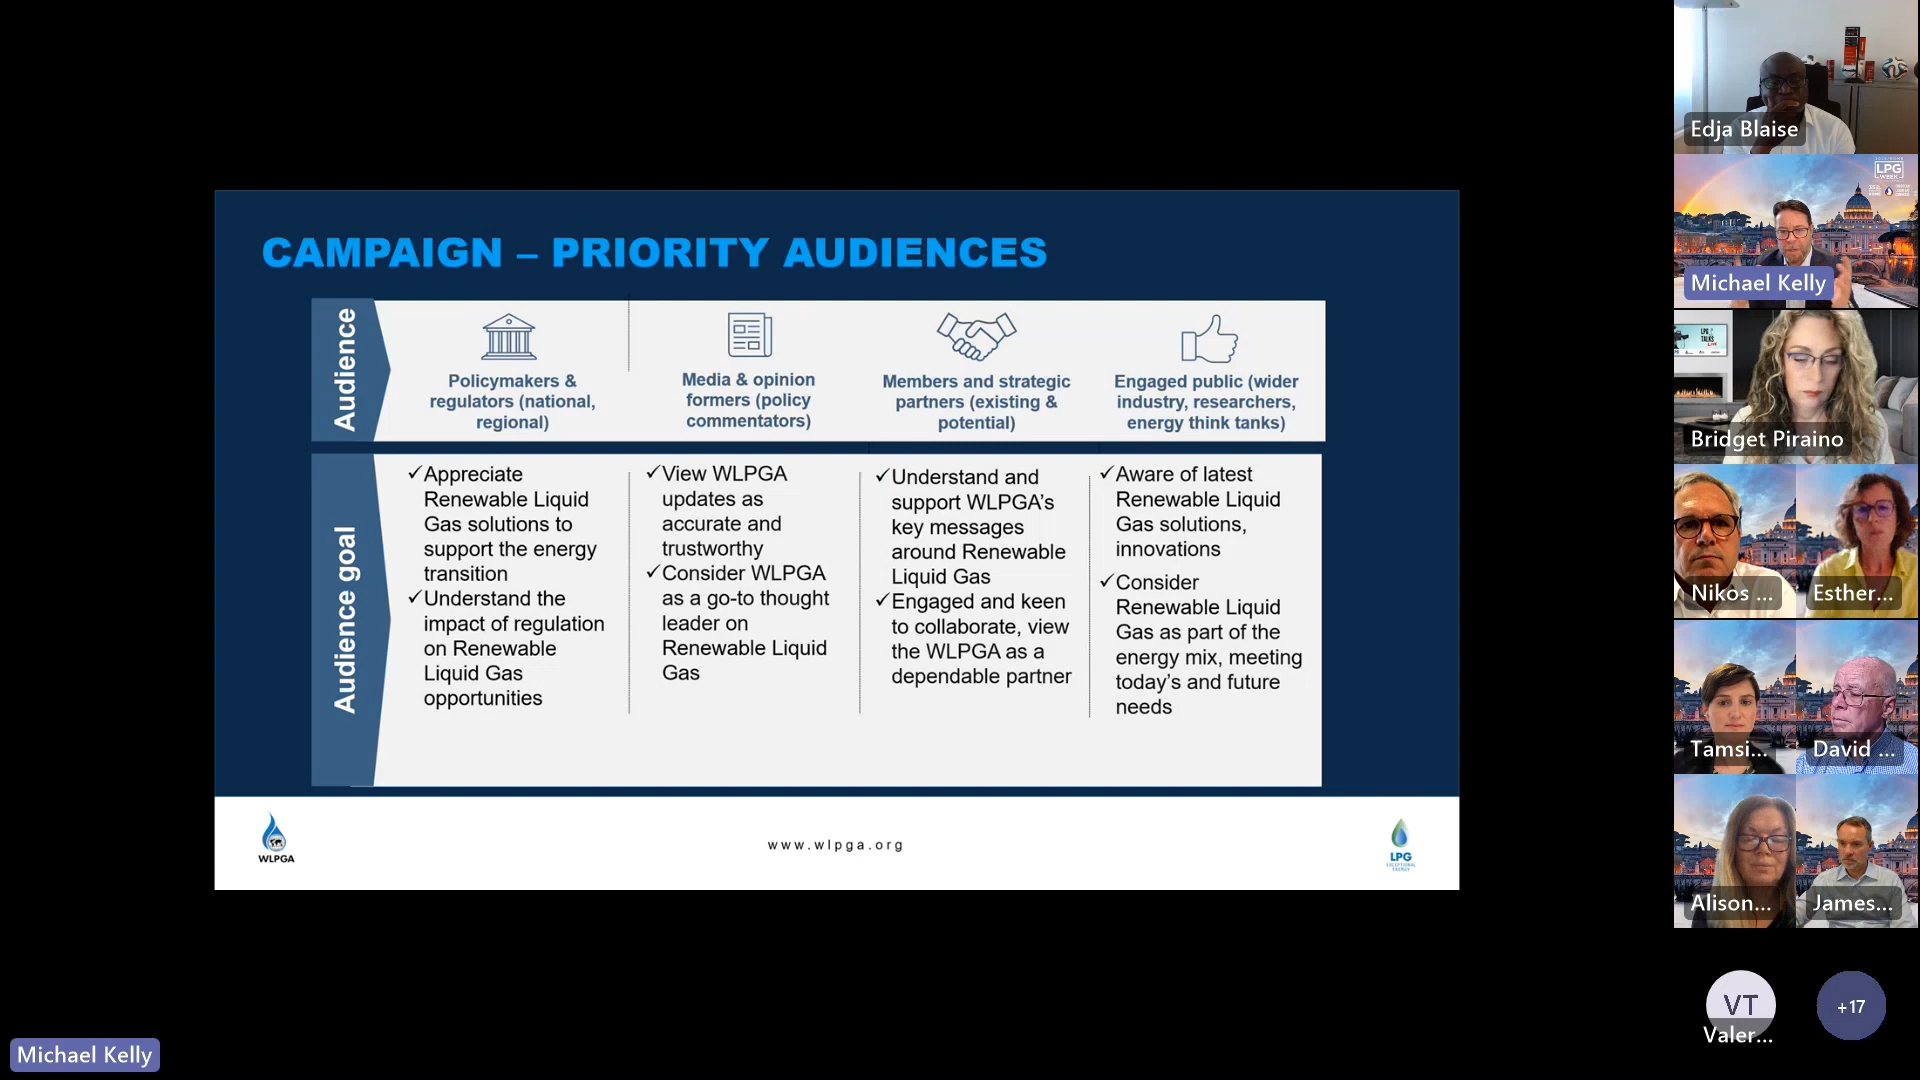 CAMPAIGN – PRIORITY AUDIENCES
Audience
Policymakers &
regulators (national,
regional)
Media & opinion
formers (policy
commentators)
Members and strategic
partners (existing &
potential)
Engaged public (wider
industry, researchers,
energy think tanks)
Audience goal
✓Appreciate
Renewable Liquid
Gas solutions to
support the energy
transition
✓Understand the
impact of regulation
on Renewable
Liquid Gas
opportunities
✓View WLPGA
updates as
accurate and
trustworthy
✓Consider WLPGA
as a go-to thought
leader on
Renewable Liquid
Gas
✓Understand and
support WLPGA’s
key messages
around Renewable
Liquid Gas
✓Engaged and keen
to collaborate, view
the WLPGA as a
dependable partner
✓Aware of latest
Renewable Liquid
Gas solutions,
innovations
✓Consider
Renewable Liquid
Gas as part of the
energy mix, meeting
today’s and future
needs
WLPGA
www.wlpga.org
LPG
EXCEPTIONAL
ENERGY
Michael Kelly
Edja Blaise
LPG
WEEK
Michael Kelly
LPG
TALKS
LIVE
Bridget Piraino
Nikos ...
Esther...
Tamsi...
David ...
Alison...
James...
VT
Valer...
+17